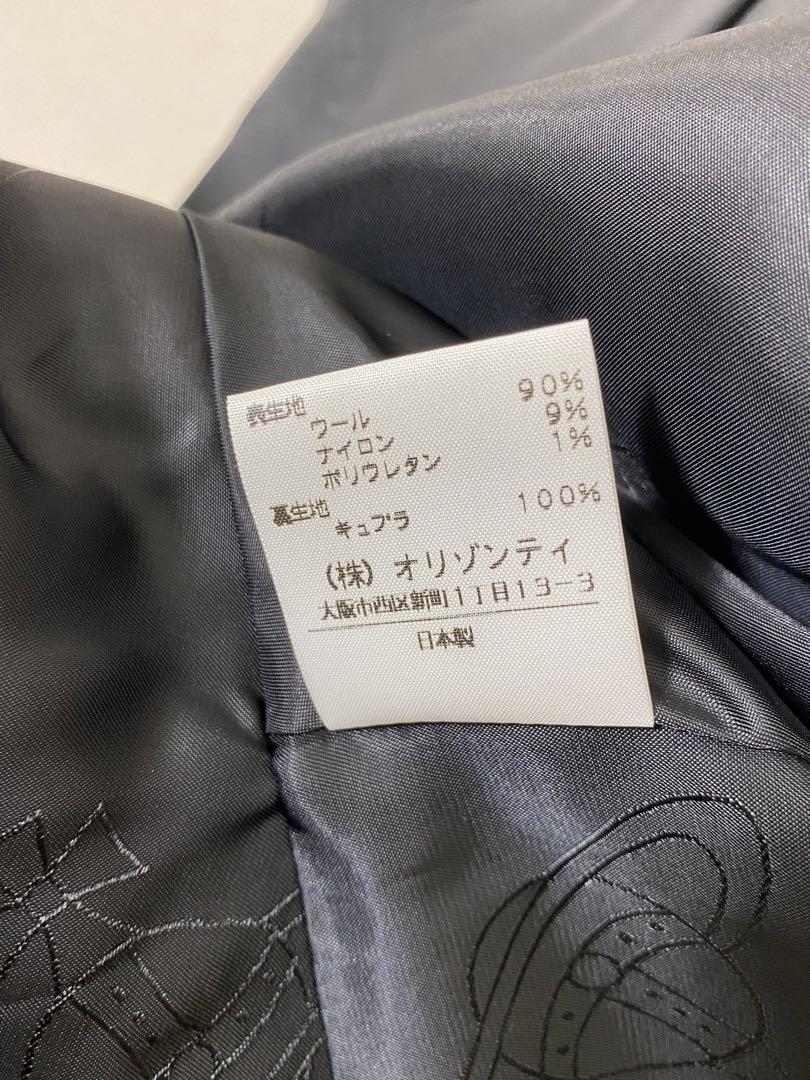 表生地
ワール 90%
ナイロン 9%
ポリウレタン 1%
裏生地
キュプラ 100%
(株) オリゾンティ
大阪市西区新町1丁目13-3
日本製